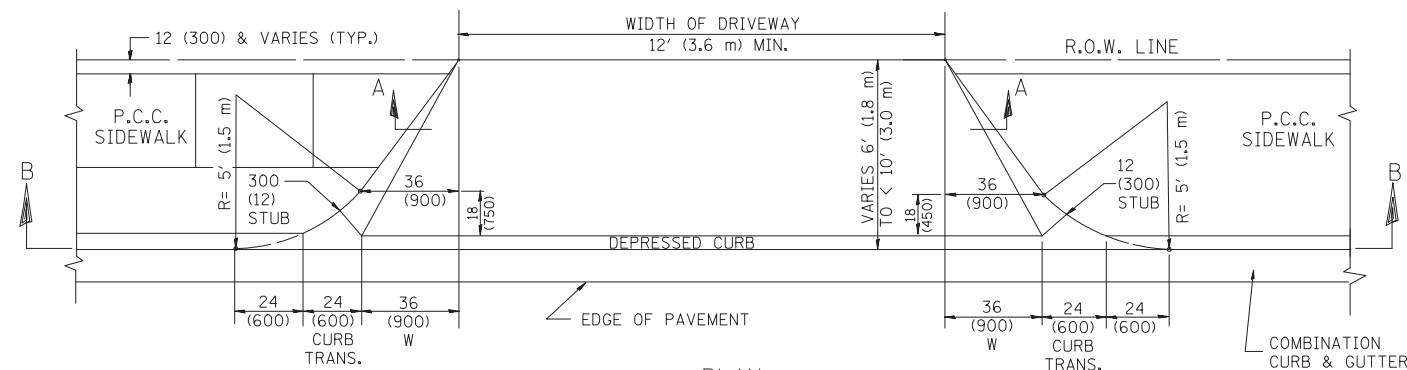 WIDTH OF DRIVEWAY
12' (3.6 m) MIN.
12 (300) & VARIES (TYP.)
R.O.W. LINE
A
A
P.C.C.
SIDEWALK
P.C.C.
SIDEWALK
B
B
R= 5' (1.5 m)
300
(12)
STUB
36
(900)
18
(750)
VARIES 6' (1.8 m)
TO < 10' (3.0 m)
36
(900)
18
(450)
12
(300)
STUB
R= 5' (1.5 m)
DEPRESSED CURB
24
(600)
24
(600)
CURB
TRANS.
36
(900)
W
EDGE OF PAVEMENT
36
(900)
W
24
(600)
CURB
TRANS.
24
(600)
COMBINATION
CURB & GUTTER